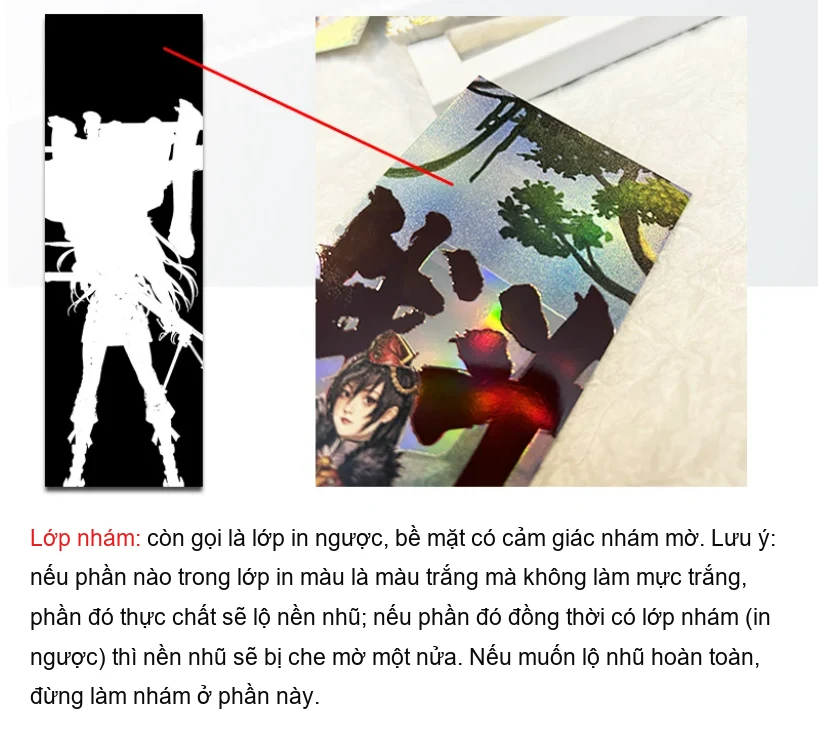 Lớp nhám: còn gọi là lớp in ngược, bề mặt có cảm giác nhám mờ. Lưu ý:
nếu phần nào trong lớp in màu là màu trắng mà không làm mực trắng,
phần đó thực chất sẽ lộ nền nhũ; nếu phần đó đồng thời có lớp nhám (in
ngược) thì nền nhũ sẽ bị che mờ một nửa. Nếu muốn lộ nhũ hoàn toàn,
đừng làm nhám ở phần này.